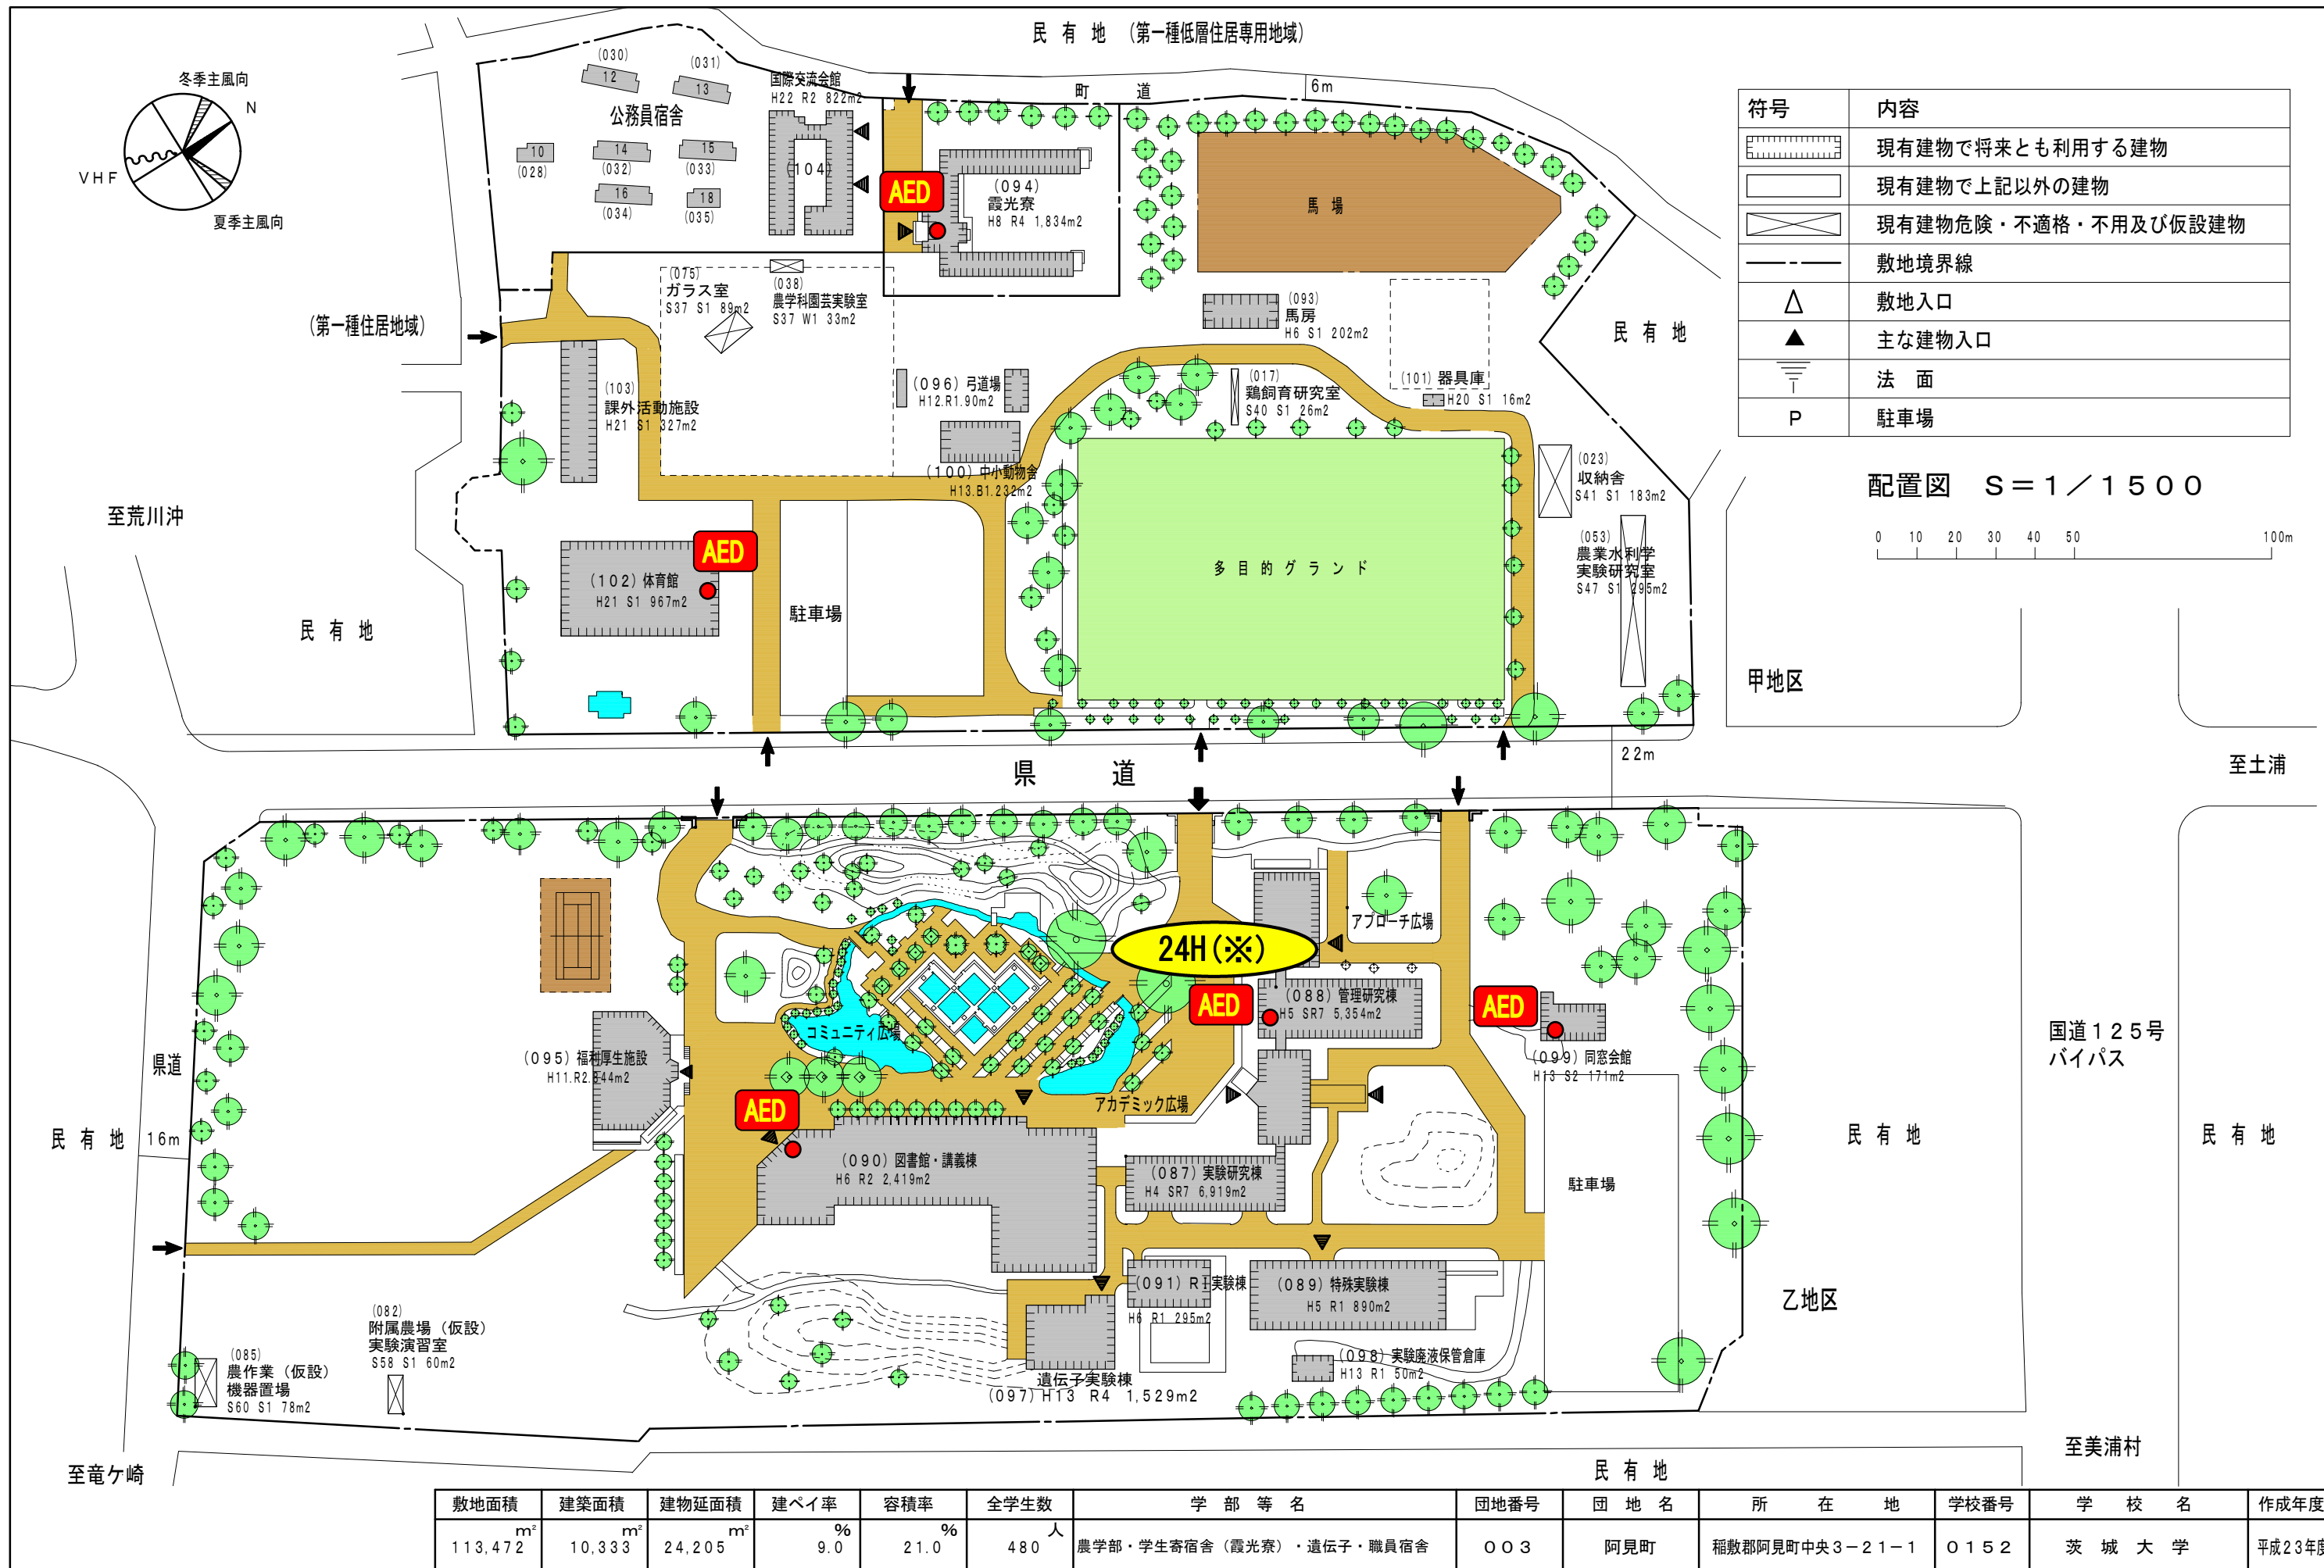 民有地（第一種低層住居専用地域）
冬季主風向
N
VHF
夏季主風向
(030)
12
(031)
13
公務員宿舎
国際交流会館
H22 R2 822m2
(104)
10
(028)
14
(032)
15
(033)
16
(034)
18
(035)
町道
6m
AED
(094)
霞光寮
H8 R4 1,834m2
馬場
符号 内容
現有建物で将来とも利用する建物
現有建物で上記以外の建物
現有建物危険・不適格・不用及び仮設建物
敷地境界線
敷地入口
主な建物入口
法面
P 駐車場
(075)
ガラス室
S37 S1 89m2
(038)
農学科園芸実験室
S37 W1 33m2
(093)
馬房
H6 S1 202m2
民有地
（第一種住居地域）
(103)
課外活動施設
H21 S1 327m2
(096) 弓道場
H12.R1.90m2
(017)
鶏飼育研究室
S40 S1 26m2
(101) 器具庫
H20 S1 16m2
(100) 中小動物舎
H13.B1.232m2
(023)
収納舎
S41 S1 183m2
配置図 S＝1／1500
0 10 20 30 40 50 100m
至荒川沖
AED
(102) 体育館
H21 S1 967m2
駐車場
多目的グランド
(053)
農業水利学
実験研究室
S47 S1 295m2
民有地
甲地区
22m
県道
至土浦
アプローチ広場
24H(※)
AED
(088) 管理研究棟
H5 SR7 5,354m2
AED
(099) 同窓会館
H13 S2 171m2
コミュニティ広場
(095) 福利厚生施設
H11.R2.544m2
国道125号
バイパス
県道
AED
アカデミック広場
民有地 16m
(090) 図書館・講義棟
H6 R2 2,419m2
(087) 実験研究棟
H4 SR7 6,919m2
駐車場
民有地
民有地
(091) RI実験棟
H6 R1 295m2
(089) 特殊実験棟
H5 R1 890m2
乙地区
(082)
附属農場（仮設）
実験演習室
S58 S1 60m2
(085)
農作業（仮設）
機器置場
S60 S1 78m2
(098) 実験廃液保管倉庫
H13 R1 50m2
遺伝子実験棟
(097) H13 R4 1,529m2
至竜ケ崎
至美浦村
民有地
敷地面積 建築面積 建物延面積 建ペイ率 容積率 全学生数 学部等名 団地番号 団地名 所在地 学校番号 学校名 作成年度
m² m² m² % % 人
113,472 10,333 24,205 9.0 21.0 480 農学部・学生寄宿舎（霞光寮）・遺伝子・職員宿舎 003 阿見町 稲敷郡阿見町中央3－21－1 0152 茨城大学 平成23年度